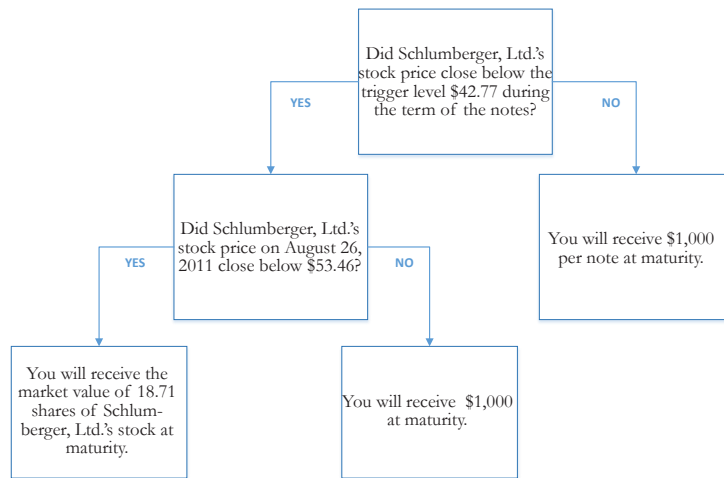 Did Schlumberger, Ltd.'s
stock price close below the
trigger level $42.77 during
the term of the notes?
YES
NO
Did Schlumberger, Ltd.'s
stock price on August 26,
2011 close below $53.46?
You will receive $1,000
per note at maturity.
YES
NO
You will receive the
market value of 18.71
shares of Schlum-
berger, Ltd.'s stock at
maturity.
You will receive $1,000
at maturity.